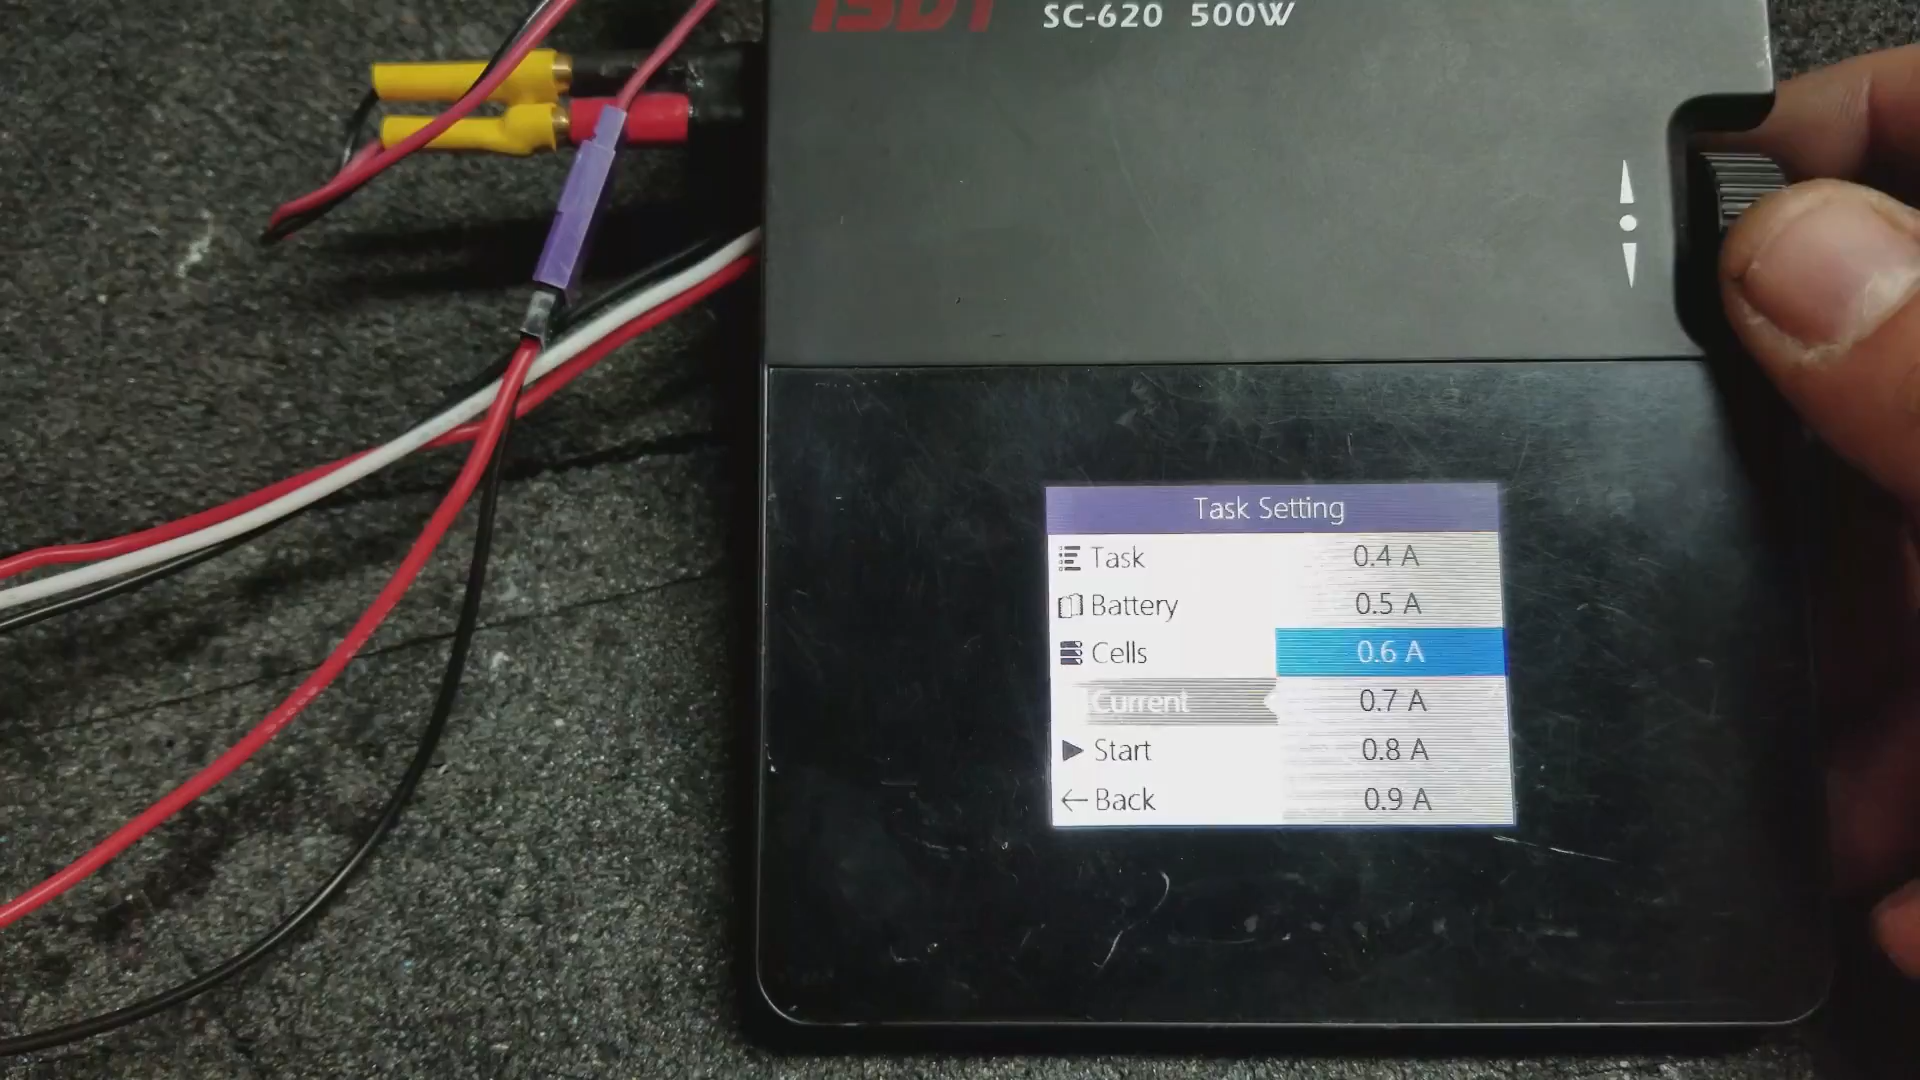 ISDT SC-620 500W
Task Setting
Task 0.4 A
Battery 0.5 A
Cells 0.6 A
Current 0.7 A
Start 0.8 A
Back 0.9 A